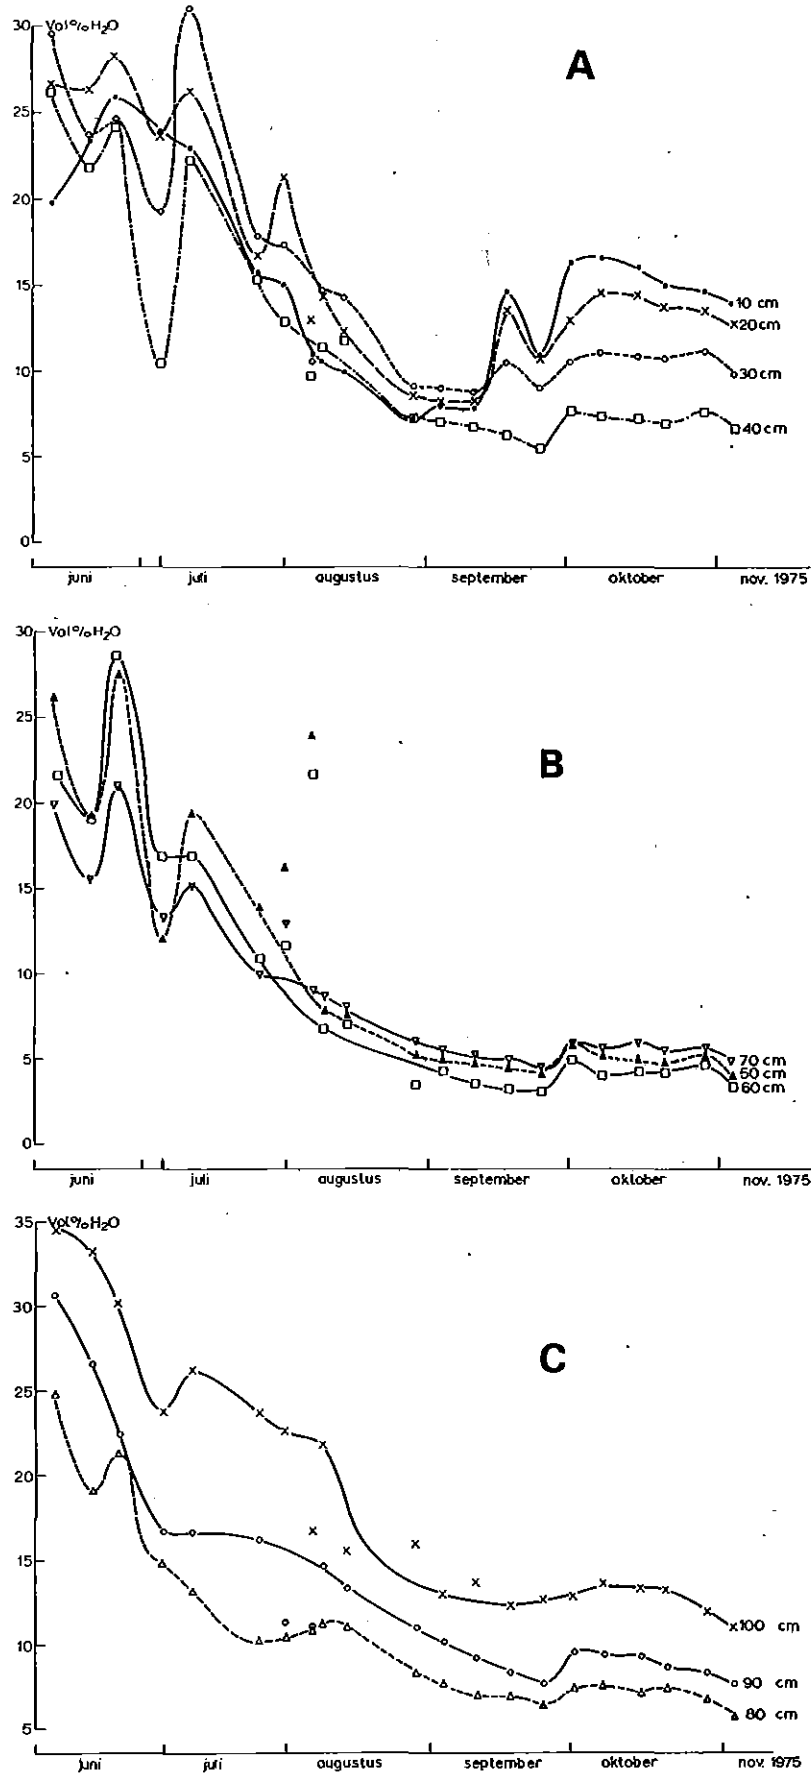 30 Vol% H₂O
A
25
20
15
10 cm
20cm
10
30 cm
40 cm
5
0
juni juli augustus september oktober nov. 1975
30 Vol% H₂O
25
B
20
15
10
5
70 cm
50 cm
60 cm
0
juni juli augustus september oktober nov. 1975
35 Vol% H₂O
30
C
25
20
15
100 cm
10
90 cm
80 cm
5
juni juli augustus september oktober nov. 1975